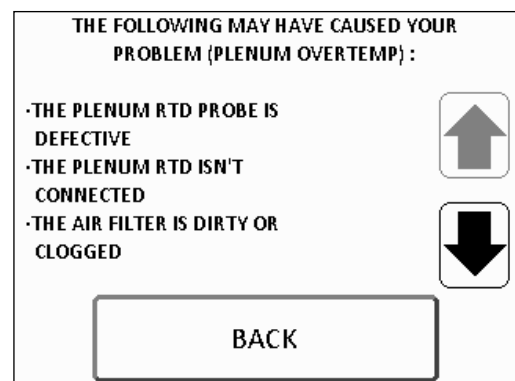 THE FOLLOWING MAY HAVE CAUSED YOUR
PROBLEM (PLENUM OVERTEMP) :
·THE PLENUM RTD PROBE IS
DEFECTIVE
·THE PLENUM RTD ISN'T
CONNECTED
·THE AIR FILTER IS DIRTY OR
CLOGGED
BACK